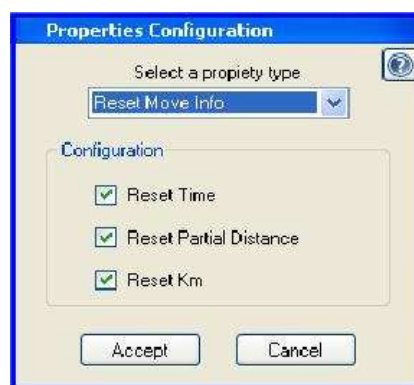 Properties Configuration
Select a propiety type
Reset Move Info
Configuration
Reset Time
Reset Partial Distance
Reset Km
Accept
Cancel